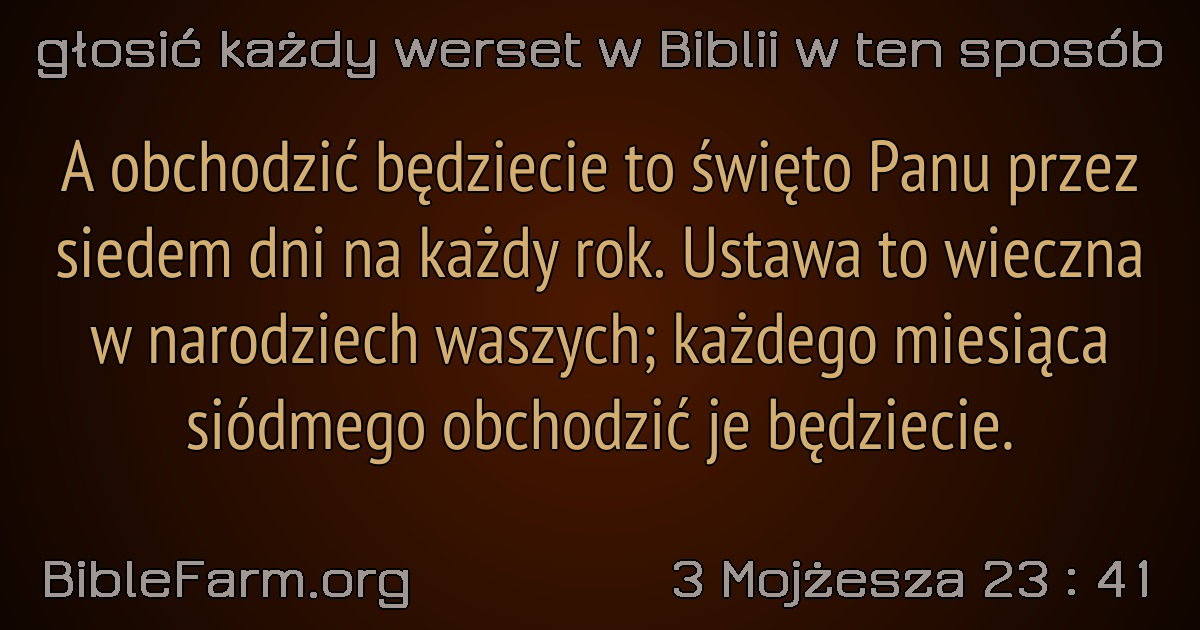 głosić każdy werset w Biblii w ten sposób
A obchodzić będziecie to święto Panu przez
siedem dni na każdy rok. Ustawa to wieczna
w narodziech waszych; każdego miesiąca
siódmego obchodzić je będziecie.
BibleFarm.org
3 Mojżesza 23 : 41